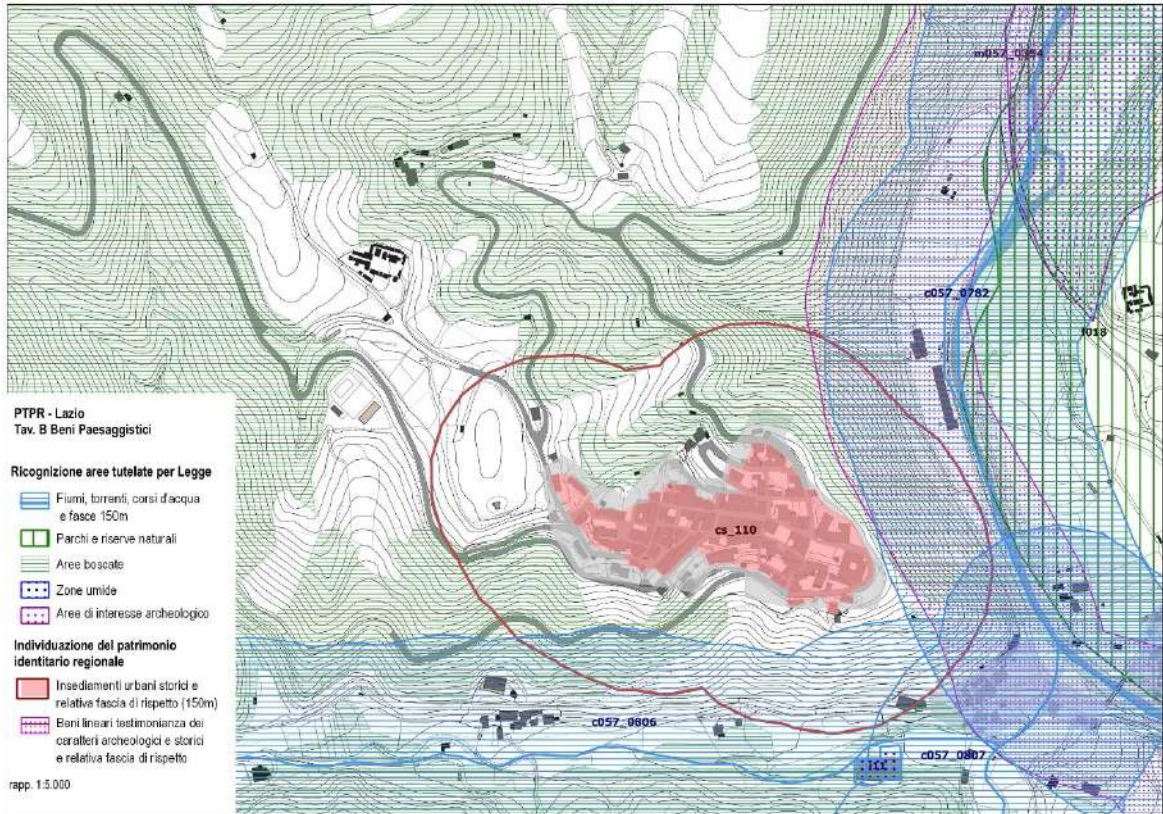 m057_0354
c057_0782
f018
cs_110
c057_0806
c057_0807
PTPR - Lazio
Tav. B Beni Paesaggistici
Ricognizione aree tutelate per Legge
Fiumi, torrenti, corsi d'acqua
e fasce 150m
Parchi e riserve naturali
Aree boscate
Zone umide
Aree di interesse archeologico
Individuazione del patrimonio
identitario regionale
Insediamenti urbani storici e
relativa fascia di rispetto (150m)
Beni lineari testimonianza dei
caratteri archeologici e storici
e relativa fascia di rispetto
rapp. 1:5.000